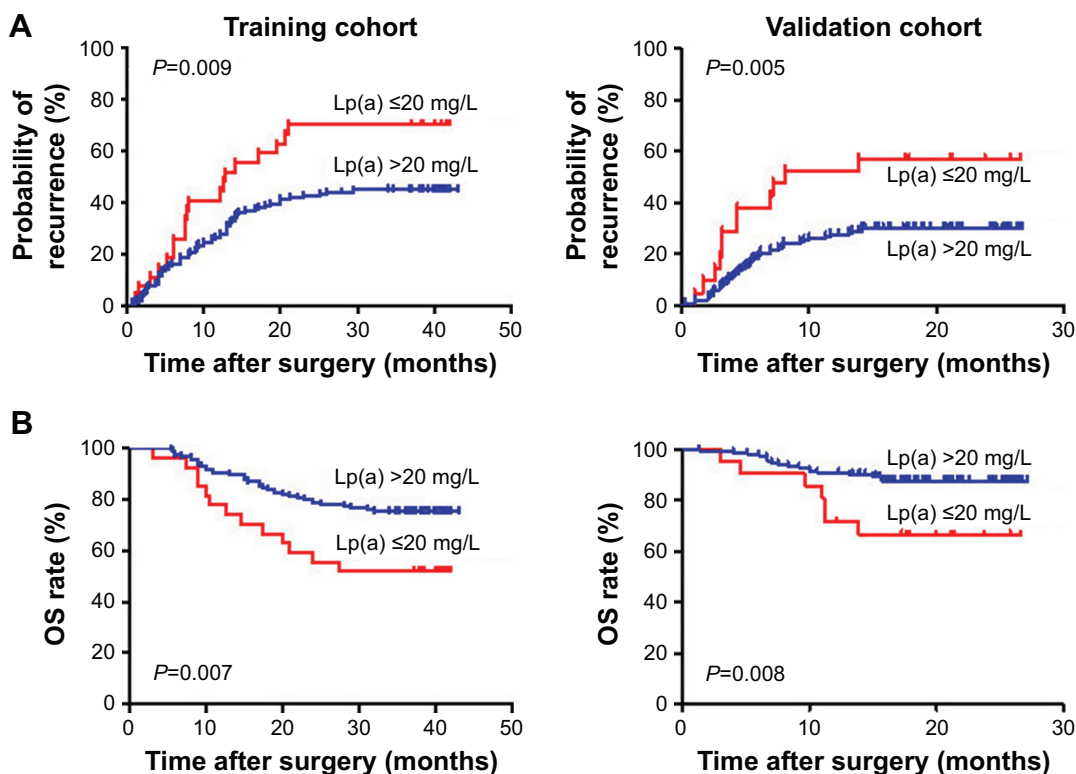 A
Training cohort
Validation cohort
Probability of
recurrence (%)
100
80
60
40
20
0
P=0.009
Lp(a) ≤20 mg/L
Lp(a) >20 mg/L
0 10 20 30 40 50
Time after surgery (months)
Probability of
recurrence (%)
100
80
60
40
20
0
P=0.005
Lp(a) ≤20 mg/L
Lp(a) >20 mg/L
0 10 20 30
Time after surgery (months)
B
OS rate (%)
100
80
60
40
20
0
Lp(a) >20 mg/L
Lp(a) ≤20 mg/L
P=0.007
0 10 20 30 40 50
Time after surgery (months)
OS rate (%)
100
80
60
40
20
0
Lp(a) >20 mg/L
Lp(a) ≤20 mg/L
P=0.008
0 10 20 30
Time after surgery (months)